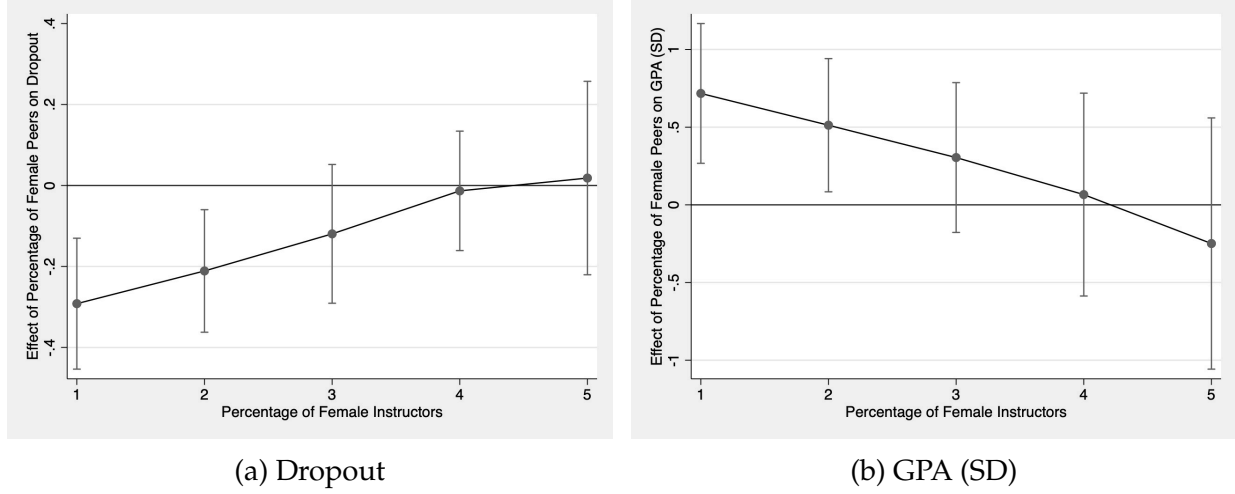 Effect of Percentage of Female Peers on Dropout
.4
.2
0
-.2
-.4
1 2 3 4 5
Percentage of Female Instructors
(a) Dropout
Effect of Percentage of Female Peers on GPA (SD)
1
.5
0
-.5
-1
1 2 3 4 5
Percentage of Female Instructors
(b) GPA (SD)